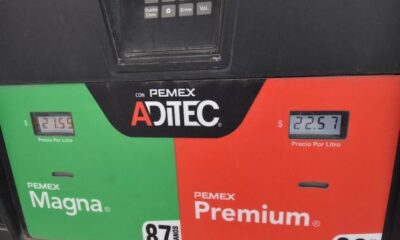 CON PEMEX
ADITEC®
$ 21.59
Precio Por Litro
$ 22.57
Precio Por Litro
PEMEX
Magna®
PEMEX
Premium®
87